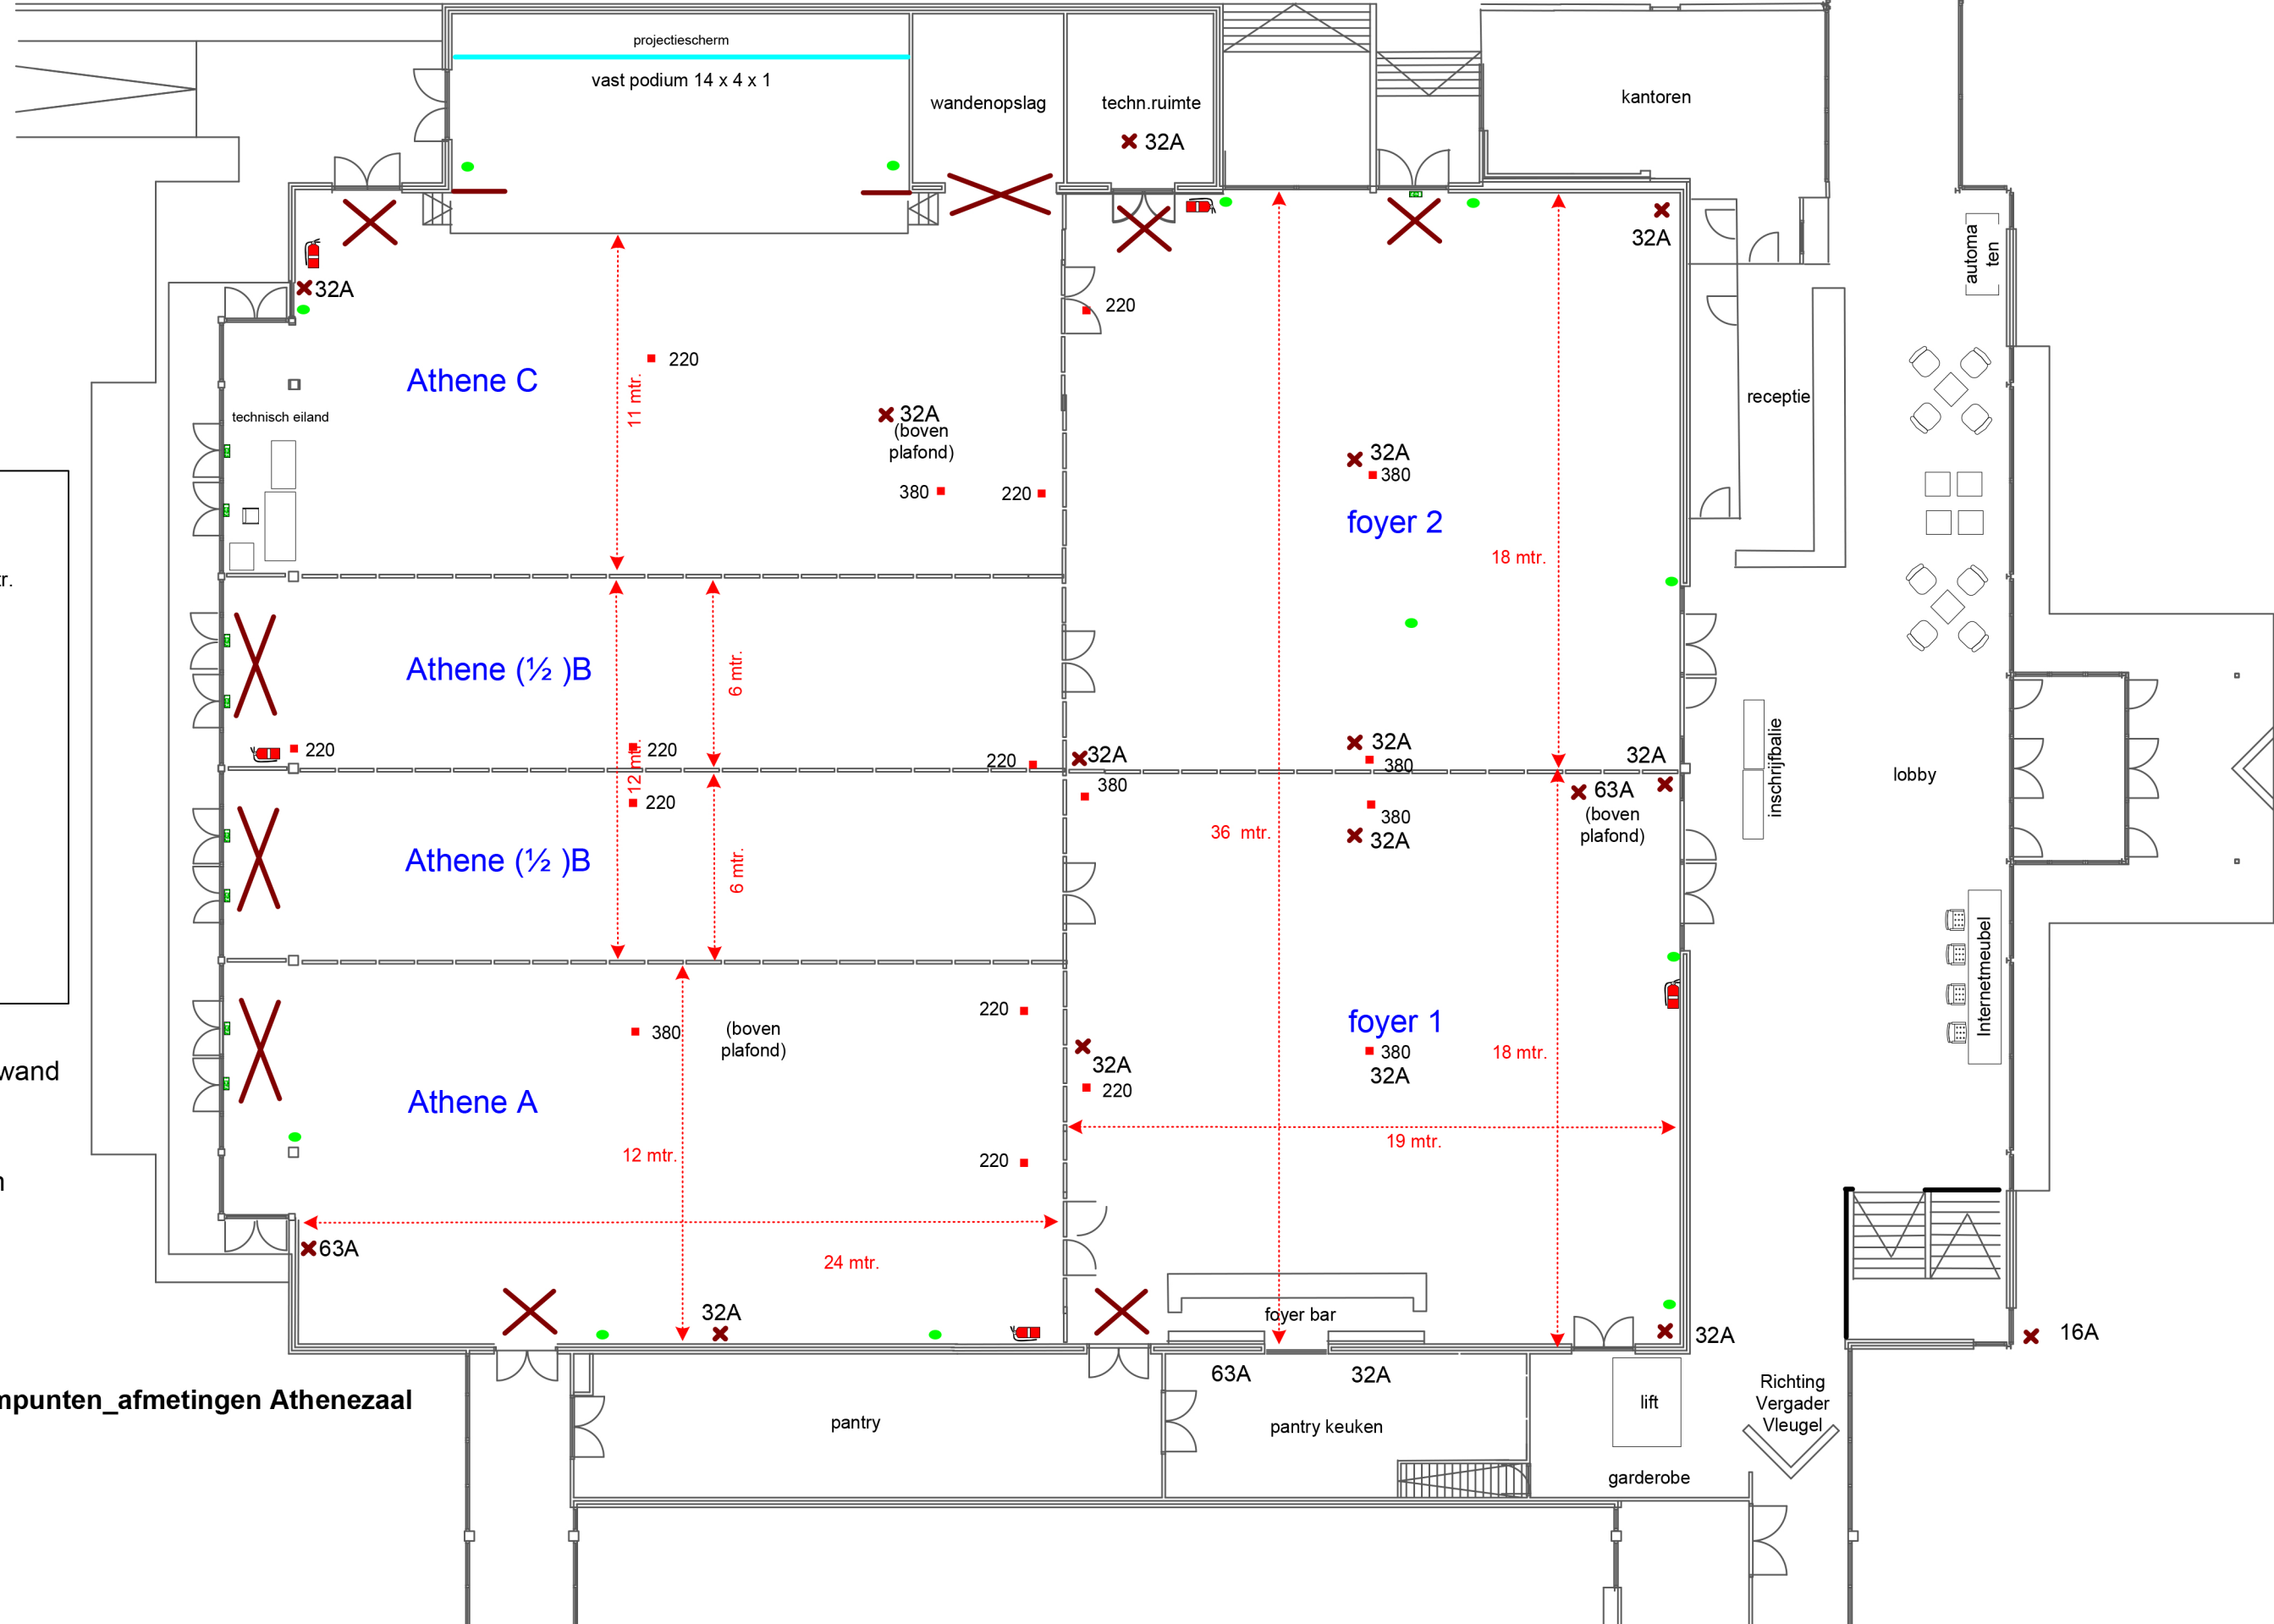 projectiescherm
vast podium 14 x 4 x 1
wandenopslag
techn.ruimte
32A
kantoren
32A
automa
ten
32A
220
220
Athene C
11 mtr.
technisch eiland
32A
(boven
plafond)
380
220
receptie
32A
380
foyer 2
18 mtr.
r.
Athene (½ )B
6 mtr.
220
220
12 mtr.
220
32A
32A
380
32A
inschrijfbalie
lobby
220
380
63A
(boven
plafond)
380
32A
36 mtr.
Athene (½ )B
6 mtr.
Internetmeubel
220
380
(boven
plafond)
foyer 1
380
32A
18 mtr.
wand
32A
220
Athene A
12 mtr.
220
19 mtr.
n
63A
24 mtr.
32A
foyer bar
32A
16A
63A
32A
mpunten_afmetingen Athenezaal
pantry
pantry keuken
lift
Richting
Vergader
Vleugel
garderobe